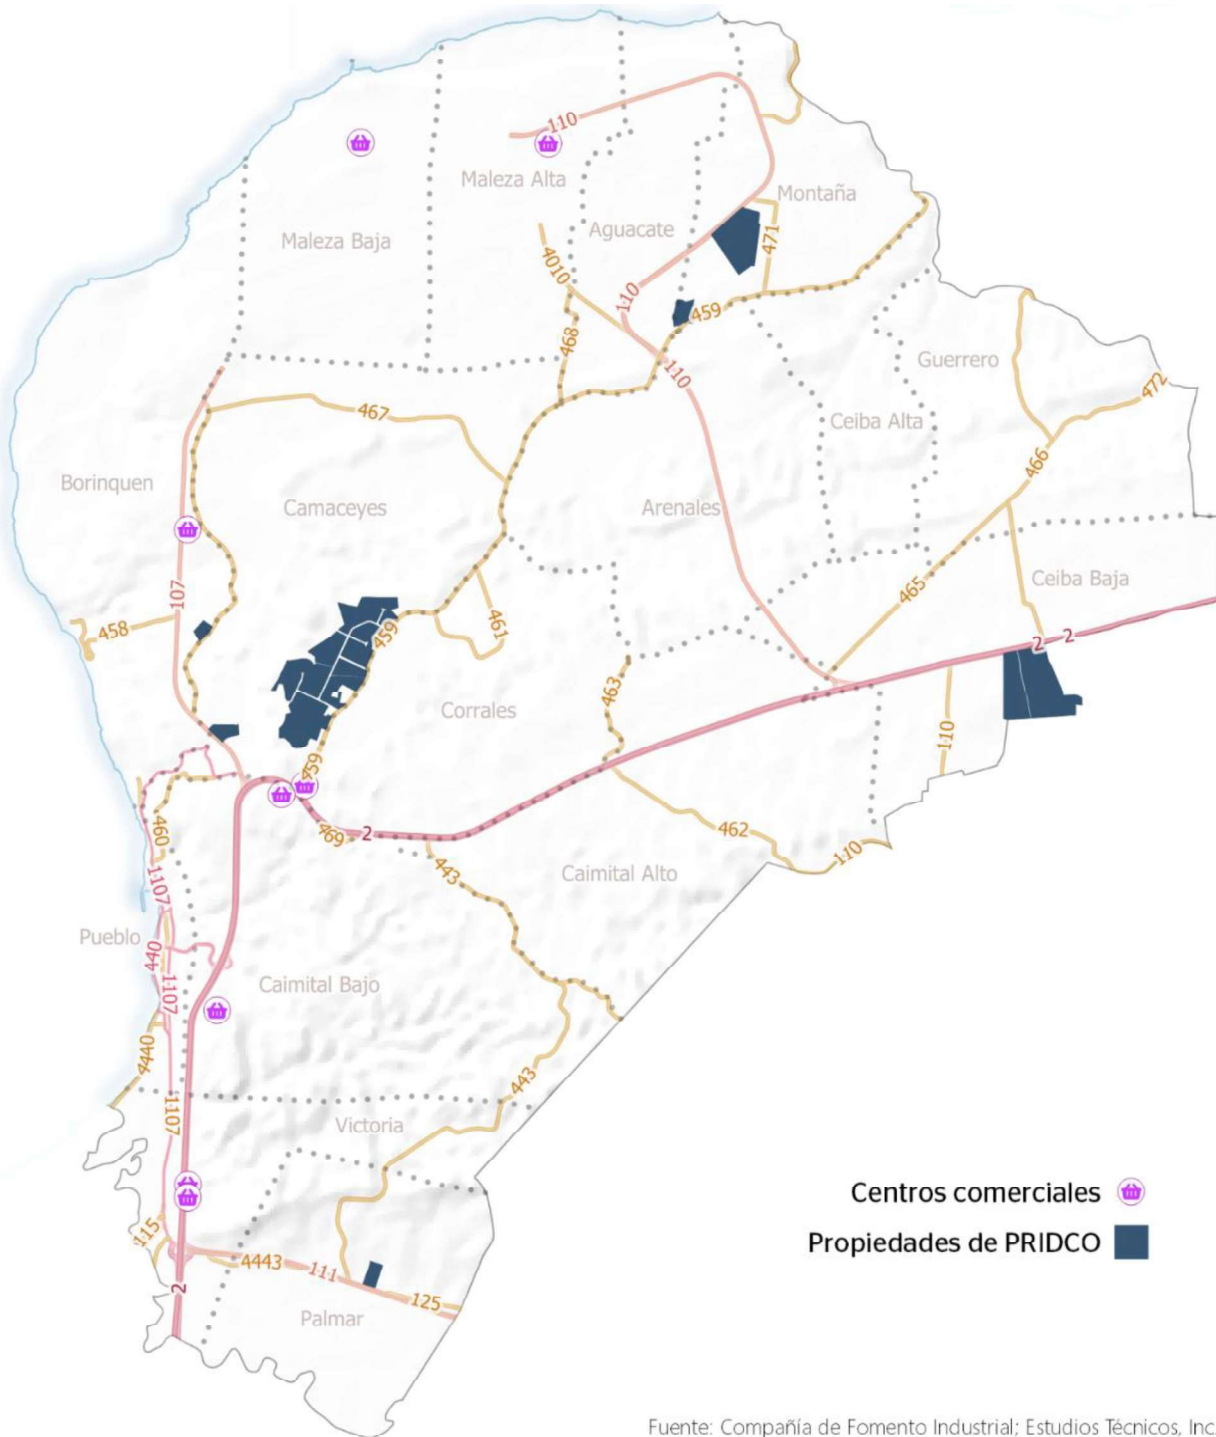 110
Maleza Alta
Montaña
Aguacate
Maleza Baja
471
4010
110
459
468
Guerrero
110
472
467
Ceiba Alta
466
Borinquen
Camaceyes
Arenales
Ceiba Baja
465
107
458
461
459
2
2
463
Corrales
110
459
469
2
460
462
110
443
Caimital Alto
1107
Pueblo
440
Caimital Bajo
1107
4440
443
1107
Victoria
Centros comerciales
115
Propiedades de PRIDCO
4443
111
2
125
Palmar
Fuente: Compañía de Fomento Industrial; Estudios Técnicos, Inc.